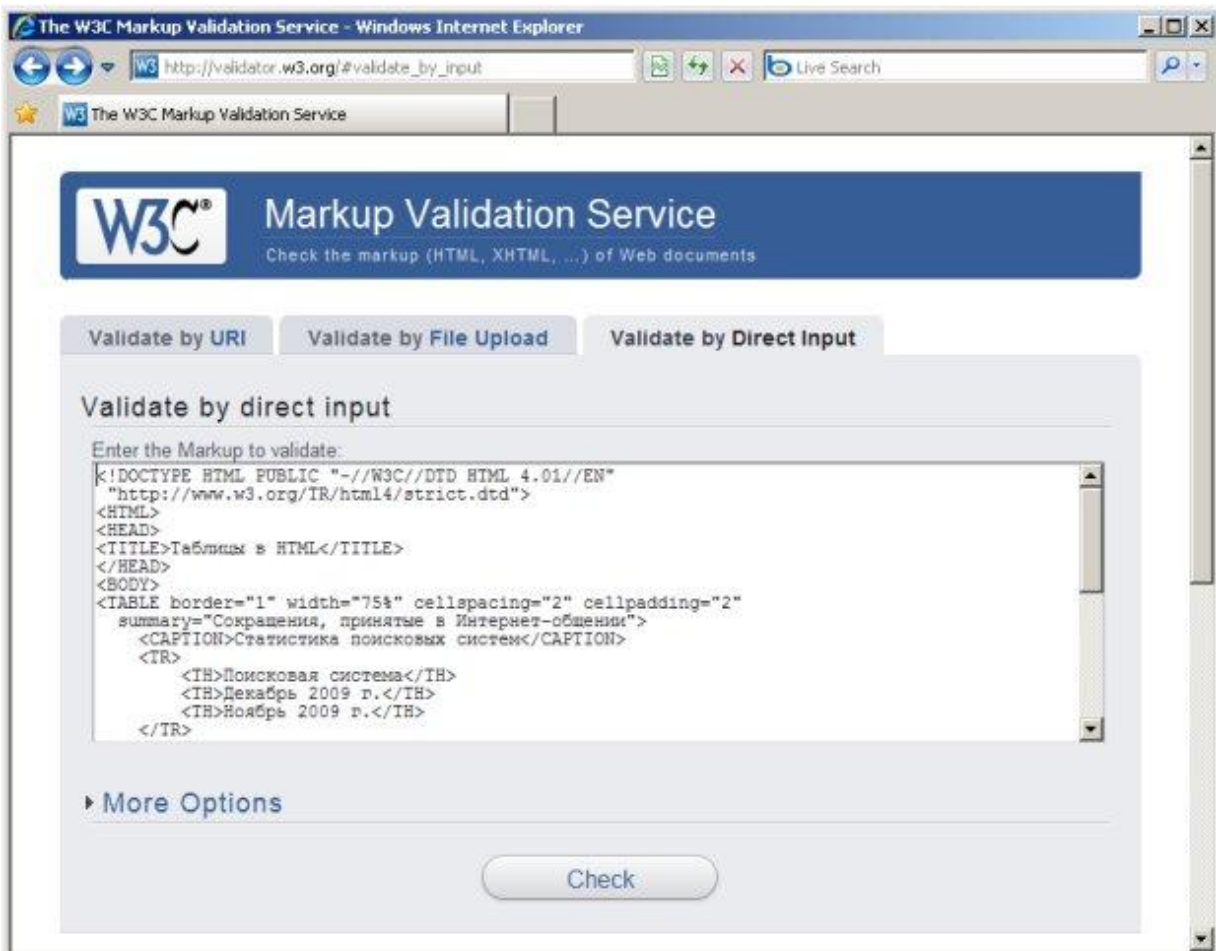 The W3C Markup Validation Service - Windows Internet Explorer
http://validator.w3.org/#validate_by_input
Live Search
The W3C Markup Validation Service
W3C® Markup Validation Service
Check the markup (HTML, XHTML, ...) of Web documents
Validate by URI Validate by File Upload Validate by Direct Input
Validate by direct input
Enter the Markup to validate:
<!DOCTYPE HTML PUBLIC "-//W3C//DTD HTML 4.01//EN"
"http://www.w3.org/TR/html4/strict.dtd">
<HTML>
<HEAD>
<TITLE>Таблицы в HTML</TITLE>
</HEAD>
<BODY>
<TABLE border="1" width="75%" cellspacing="2" cellpadding="2"
summary="Сокращения, принятые в Интернет-общении">
<CAPTION>Статистика поисковых систем</CAPTION>
<TR>
<TH>Поисковая система</TH>
<TH>Декабрь 2009 г.</TH>
<TH>Ноябрь 2009 г.</TH>
</TR>
More Options
Check